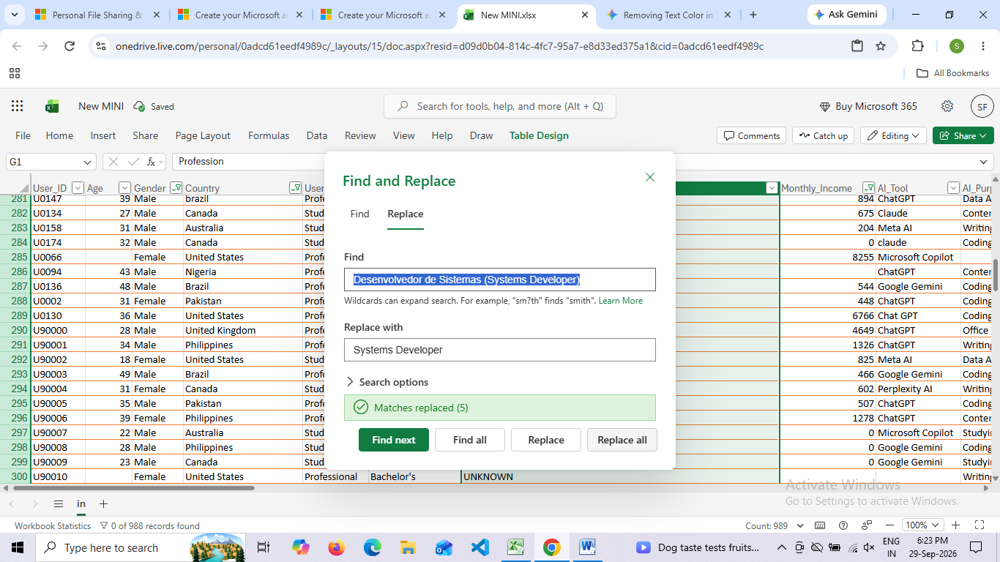 Personal File Sharing &
Create your Microsoft a
Create your Microsoft a
New MINI.xlsx
Removing Text Color in
Ask Gemini
onedrive.live.com/personal/0adcd61eedf4989c/_layouts/15/doc.aspx?resid=d09d0b04-814c-4fc7-95a7-e8d33ed375a1&cid=0adcd61eedf4989c
S
All Bookmarks
New MINI Saved
Search for tools, help, and more (Alt + Q)
Buy Microsoft 365
SF
File Home Insert Share Page Layout Formulas Data Review View Help Draw Table Design
Comments Catch up Editing Share
G1 fx Profession
Find and Replace
Find Replace
Find
Desenvolvedor de Sistemas (Systems Developer)
Wildcards can expand search. For example, "sm?th" finds "smith". Learn More
Replace with
Systems Developer
Search options
Matches replaced (5)
Find next Find all Replace Replace all
User_ID Age Gender Country User Monthly_Income AI_Tool AI_Pur
281 U0147 39 Male brazil Profe 894 ChatGPT Data A
282 U0134 27 Male Canada Stud 675 Claude Conter
283 U0158 31 Male Australia Stud 204 Meta AI Writing
284 U0174 32 Male Canada Stud 0 claude Coding
285 U0066 Female United States Profe 8255 Microsoft Copilot
286 U0094 43 Male Nigeria Profe ChatGPT Conter
287 U0136 48 Male Brazil Profe 544 Google Gemini Coding
288 U0002 31 Female Pakistan Profe 448 ChatGPT Coding
289 U0130 36 Male United States Profe 6766 Chat GPT Coding
290 U90000 28 Male United Kingdom Profe 4649 ChatGPT Office
291 U90001 34 Male Philippines Profe 1326 ChatGPT Writing
292 U90002 18 Female United States Stud 825 Meta AI Data A
293 U90003 49 Male Brazil Profe 466 Google Gemini Coding
294 U90004 31 Female Canada Stud 602 Perplexity AI Writing
295 U90005 35 Male Pakistan Profe 507 ChatGPT Coding
296 U90006 39 Female Philippines Profe 1278 ChatGPT Conter
297 U90007 22 Male Australia Stud 0 Microsoft Copilot Studyi
298 U90008 28 Male Philippines Stud 0 Google Gemini Coding
299 U90009 23 Male Canada Stud 0 Google Gemini Studyi
300 U90010 Female United States Professional Bachelor's UNKNOWN Writing
Activate Windows
Go to Settings to activate Windows.
in
Workbook Statistics 0 of 988 records found
Count: 989
100%
Type here to search
Dog taste tests fruits...
ENG
IN
6:23 PM
29-Sep-2026